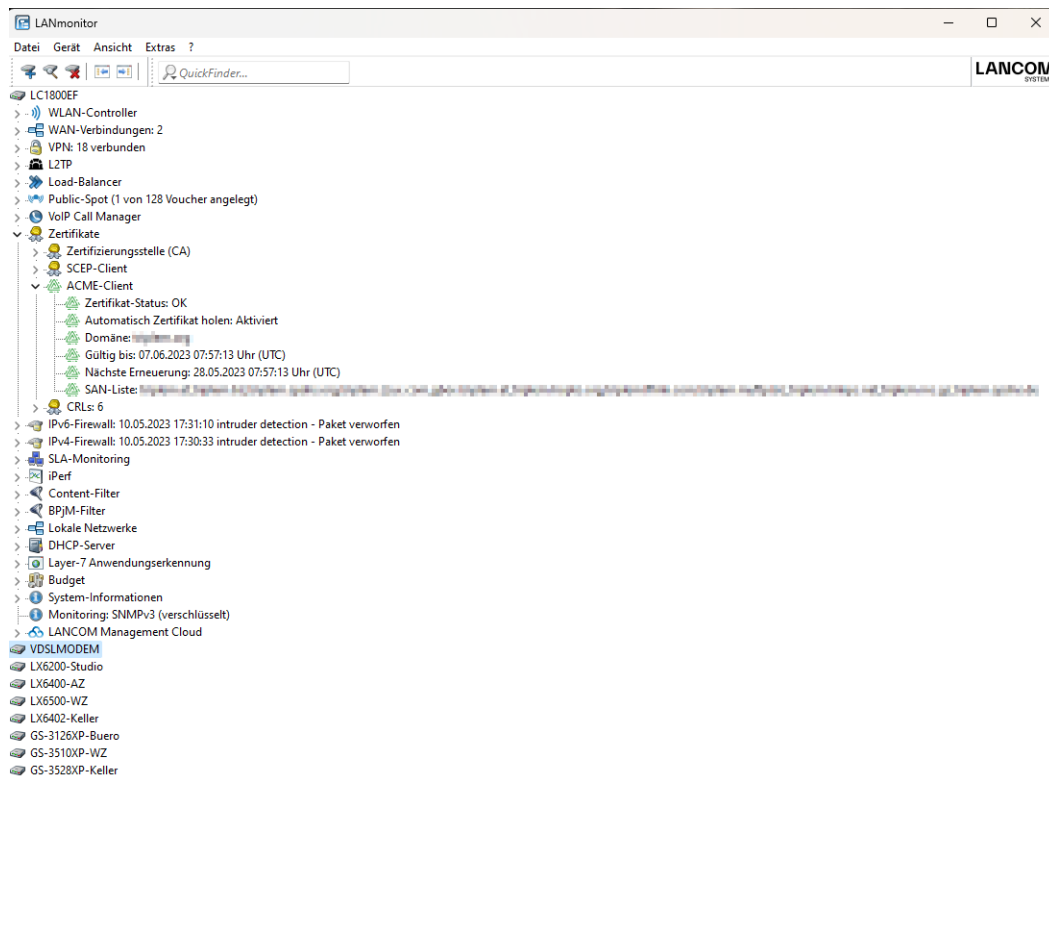 LANmonitor
Datei Gerät Ansicht Extras ?
QuickFinder...
LANCOM
SYSTEM
LC1800EF
WLAN-Controller
WAN-Verbindungen: 2
VPN: 18 verbunden
L2TP
Load-Balancer
Public-Spot (1 von 128 Voucher angelegt)
VoIP Call Manager
Zertifikate
Zertifizierungsstelle (CA)
SCEP-Client
ACME-Client
Zertifikat-Status: OK
Automatisch Zertifikat holen: Aktiviert
Domäne:
Gültig bis: 07.06.2023 07:57:13 Uhr (UTC)
Nächste Erneuerung: 28.05.2023 07:57:13 Uhr (UTC)
SAN-Liste:
CRLs: 6
IPv6-Firewall: 10.05.2023 17:31:10 intruder detection - Paket verworfen
IPv4-Firewall: 10.05.2023 17:30:33 intruder detection - Paket verworfen
SLA-Monitoring
iPerf
Content-Filter
BPjM-Filter
Lokale Netzwerke
DHCP-Server
Layer-7 Anwendungserkennung
Budget
System-Informationen
Monitoring: SNMPv3 (verschlüsselt)
LANCOM Management Cloud
VDSLMODEM
LX6200-Studio
LX6400-AZ
LX6500-WZ
LX6402-Keller
GS-3126XP-Buero
GS-3510XP-WZ
GS-3528XP-Keller